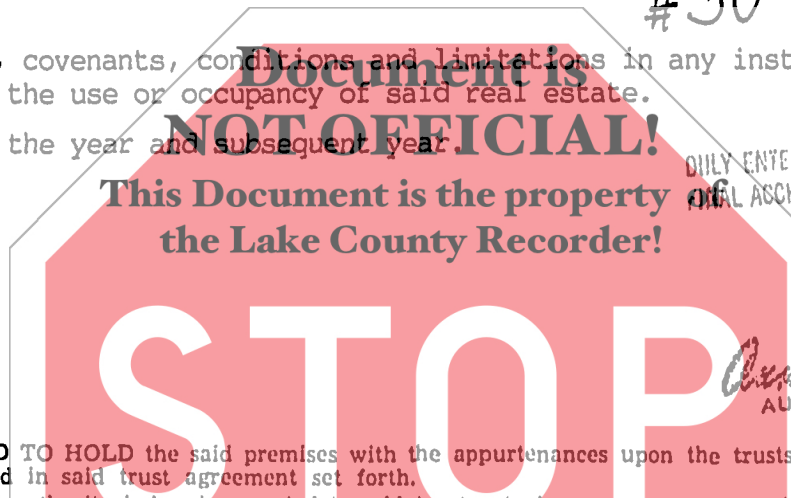 #50
covenants, conditions and limitations in any inst
Document is
the use or occupancy of said real estate.
NOT OFFICIAL!
the year and subsequent year.
DULY ENTE
This Document is the property of
FINAL ACC
the Lake County Recorder!
STOP
AU
TO HOLD the said premises with the appurtenances upon the trusts
d in said trust agreement set forth.